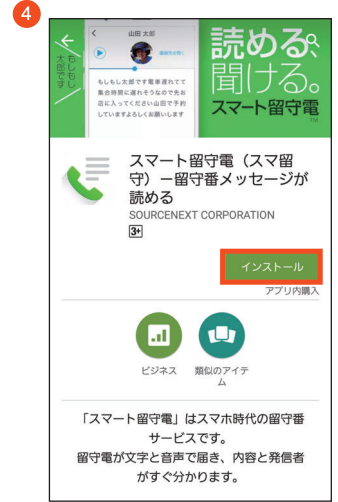 4
読める、
聞ける。
スマート留守電
TM
もしもし
太郎です
山田 太郎
連絡先を開く
もしもし太郎です電車遅れてて
集合時間に遅れそうなので先お
店に入ってください山田で予約
していますよろしくお願いします
スマート留守電（スマ留
守）－留守番メッセージが
読める
SOURCENEXT CORPORATION
3+
インストール
アプリ内購入
ビジネス
類似のアイテ
ム
「スマート留守電」はスマホ時代の留守番
サービスです。
留守電が文字と音声で届き、内容と発信者
がすぐ分かります。